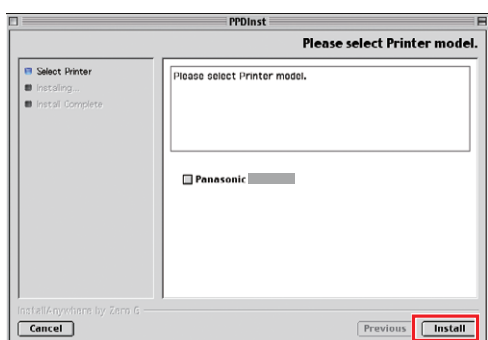 PPDInst
Please select Printer model.
Select Printer
Installing...
Install Complete
Please select Printer model.
Panasonic
InstallAnywhere by Zero G
Cancel
Previous
Install